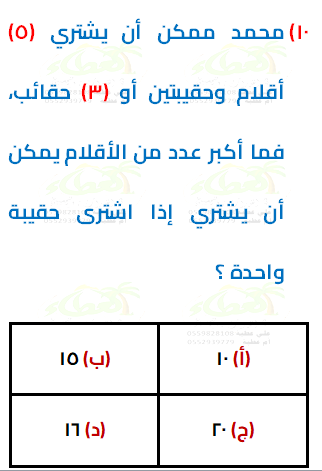 ١٠) محمد ممكن أن يشتري (٥)
أقلام وحقيبتين أو (٣) حقائب،
فما أكبر عدد من الأقلام يمكن
أن يشتري إذا اشترى حقيبة
واحدة ؟
(أ) ١٠
(ب) ١٥
(ج) ٢٠
(د) ١٦